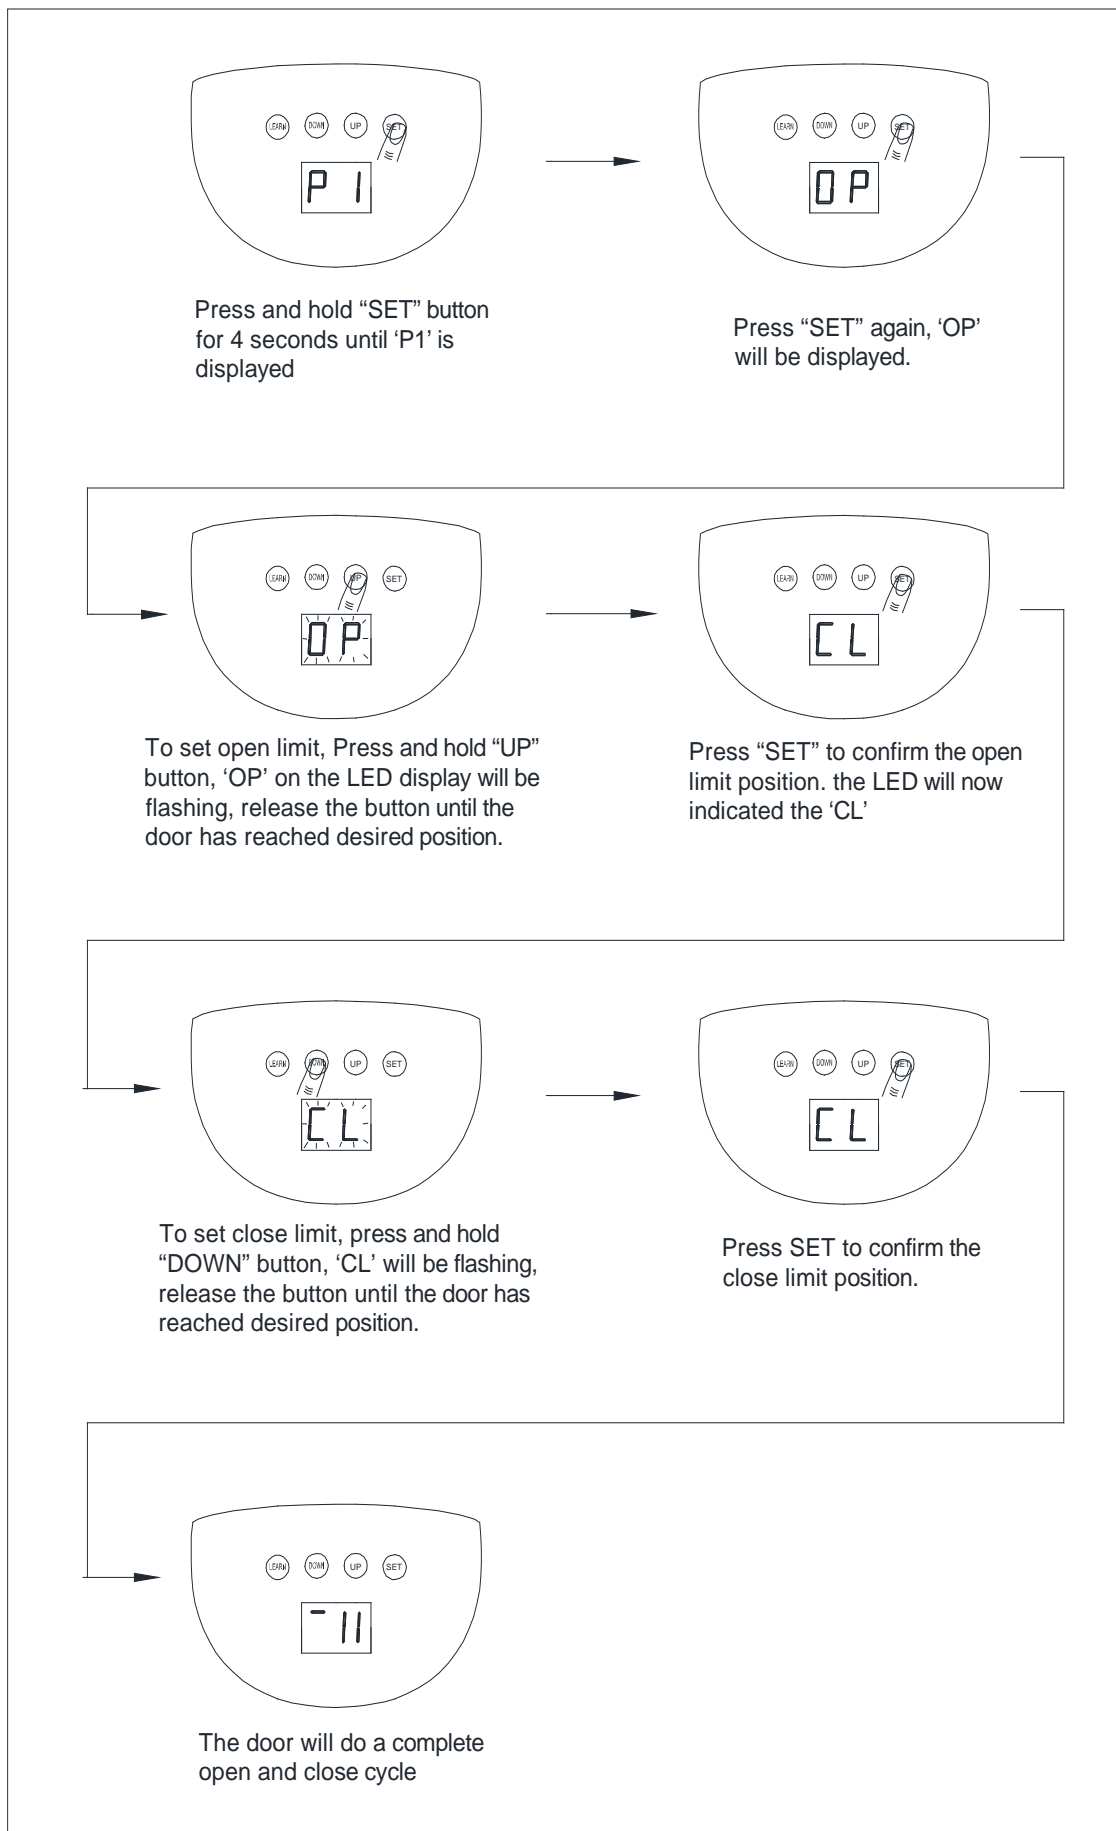 LEARN DOWN UP SET
P1
Press and hold “SET” button
for 4 seconds until ‘P1’ is
displayed
LEARN DOWN UP SET
OP
Press “SET” again, ‘OP’
will be displayed.
LEARN DOWN UP SET
OP
To set open limit, Press and hold “UP”
button, ‘OP’ on the LED display will be
flashing, release the button until the
door has reached desired position.
LEARN DOWN UP SET
CL
Press “SET” to confirm the open
limit position. the LED will now
indicated the ‘CL’
LEARN DOWN UP SET
CL
To set close limit, press and hold
“DOWN” button, ‘CL’ will be flashing,
release the button until the door has
reached desired position.
LEARN DOWN UP SET
CL
Press SET to confirm the
close limit position.
LEARN DOWN UP SET
¯11
The door will do a complete
open and close cycle